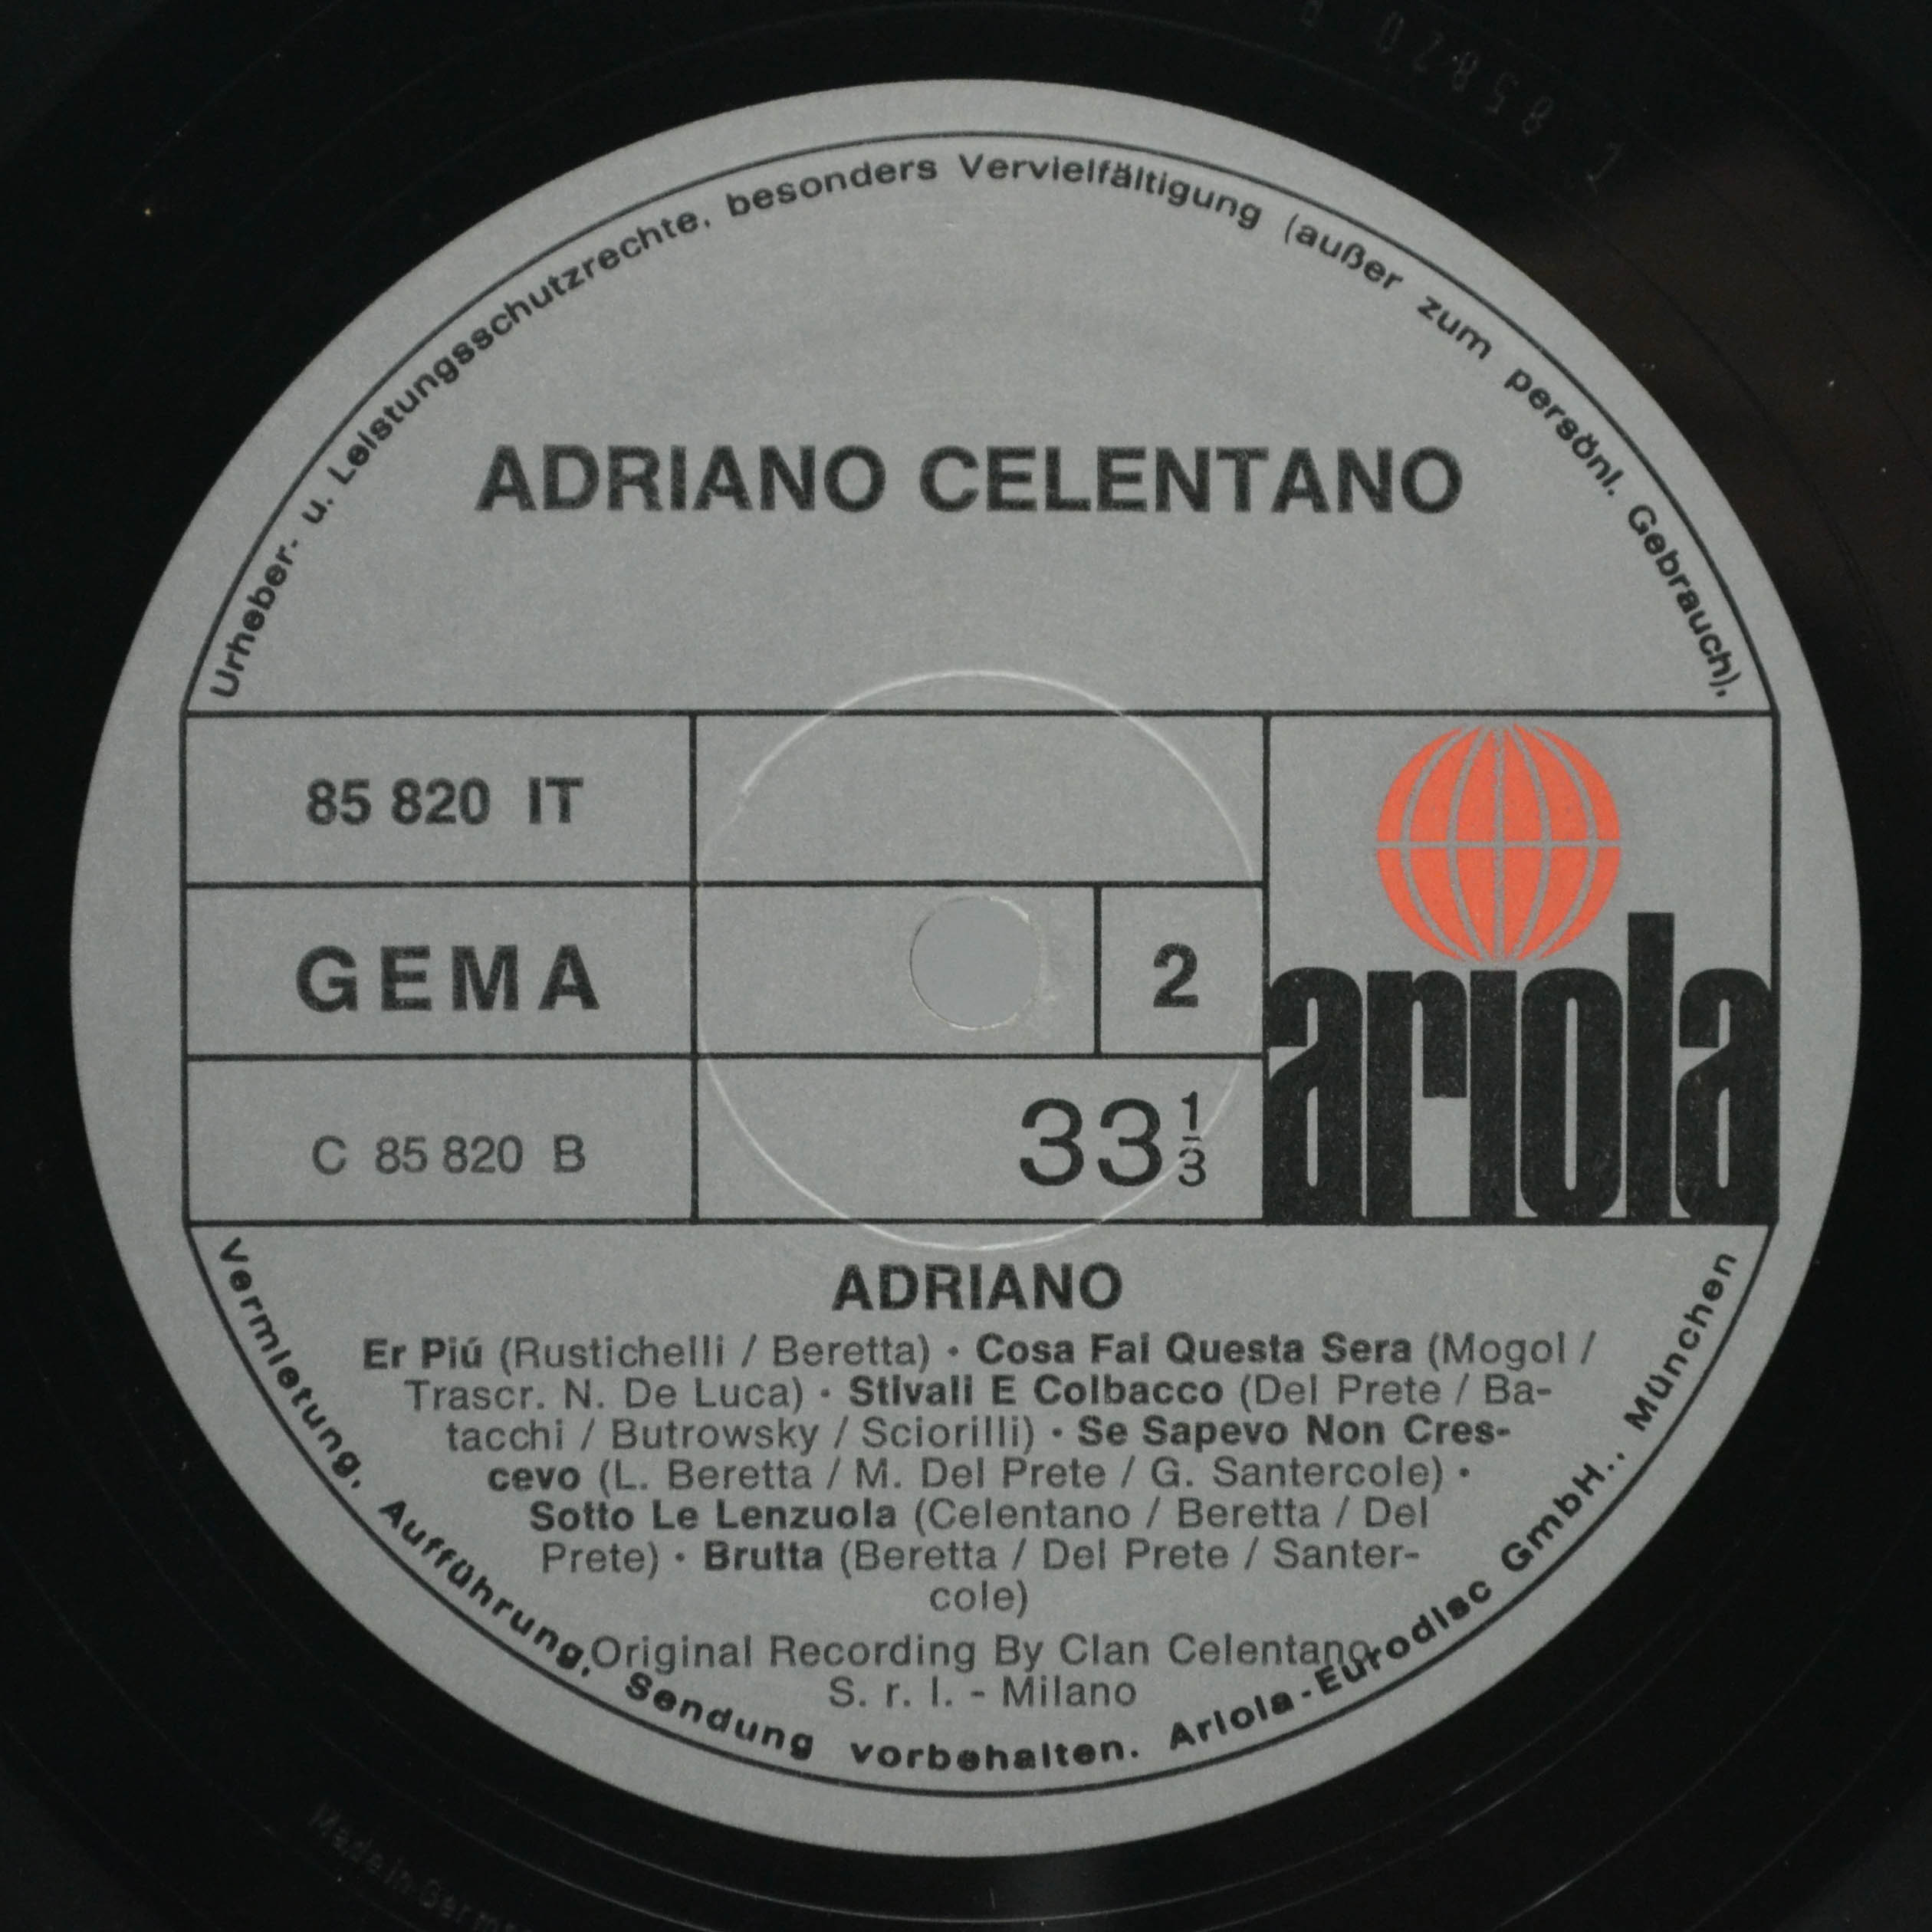 85820
Urheber- u. Leistungsschutzrechte, besonders Vervielfältigung (außer zum persönl. Gebrauch),
ADRIANO CELENTANO
85 820 IT
GEMA
2
C 85 820 B
33 1/3
ariola
ADRIANO
Er Piú (Rustichelli / Beretta) • Cosa Fai Questa Sera (Mogol /
Trascr. N. De Luca) • Stivali E Colbacco (Del Prete / Ba-
tacchi / Butrowsky / Sciorilli) • Se Sapevo Non Cres-
cevo (L. Beretta / M. Del Prete / G. Santercole) •
Sotto Le Lenzuola (Celentano / Beretta / Del
Prete) • Brutta (Beretta / Del Prete / Santer-
cole)
Original Recording By Clan Celentano
S. r. l. - Milano
Vermietung, Aufführung, Sendung vorbehalten. Ariola-Eurodisc GmbH., München
Made in